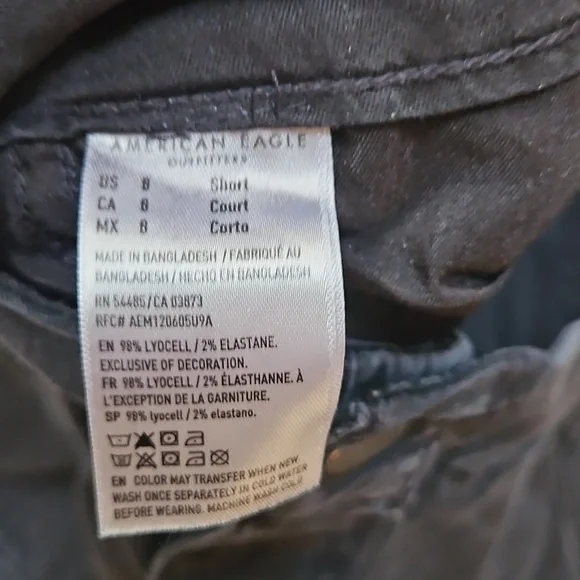 AMERICAN EAGLE
OUTFITTERS
US 8 Short
CA 8 Court
MX 8 Corto
MADE IN BANGLADESH / FABRIQUÉ AU
BANGLADESH / HECHO EN BANGLADESH
RN 54485/CA 03873
RFC# AEM120605U9A
EN 98% LYOCELL / 2% ELASTANE.
EXCLUSIVE OF DECORATION.
FR 98% LYOCELL / 2% ÉLASTHANNE. À
L'EXCEPTION DE LA GARNITURE.
SP 98% lyocell / 2% elastano.
EN COLOR MAY TRANSFER WHEN NEW.
WASH ONCE SEPARATELY IN COLD WATER
BEFORE WEARING. MACHINE WASH COLD